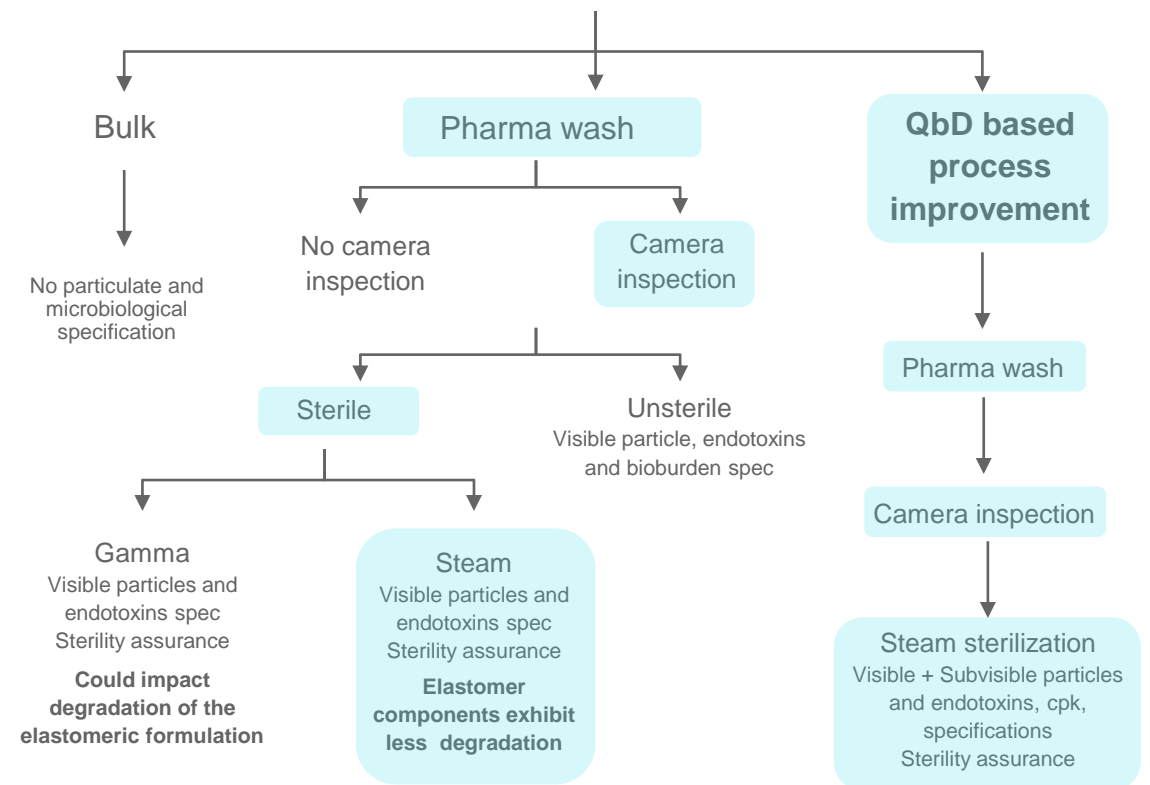 Bulk
No particulate and
microbiological
specification
Pharma wash
No camera
inspection
Camera
inspection
Sterile
Unsterile
Visible particle, endotoxins
and bioburden spec
Gamma
Visible particles and
endotoxins spec
Sterility assurance
Could impact
degradation of the
elastomeric formulation
Steam
Visible particles and
endotoxins spec
Sterility assurance
Elastomer
components exhibit
less degradation
QbD based
process
improvement
Pharma wash
Camera inspection
Steam sterilization
Visible + Subvisible particles
and endotoxins, cpk,
specifications
Sterility assurance